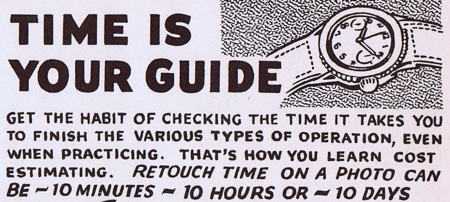 TIME IS
YOUR GUIDE
GET THE HABIT OF CHECKING THE TIME IT TAKES YOU
TO FINISH THE VARIOUS TYPES OF OPERATION, EVEN
WHEN PRACTICING. THAT'S HOW YOU LEARN COST
ESTIMATING. RETOUCH TIME ON A PHOTO CAN
BE ~ 10 MINUTES ~ 10 HOURS OR ~ 10 DAYS